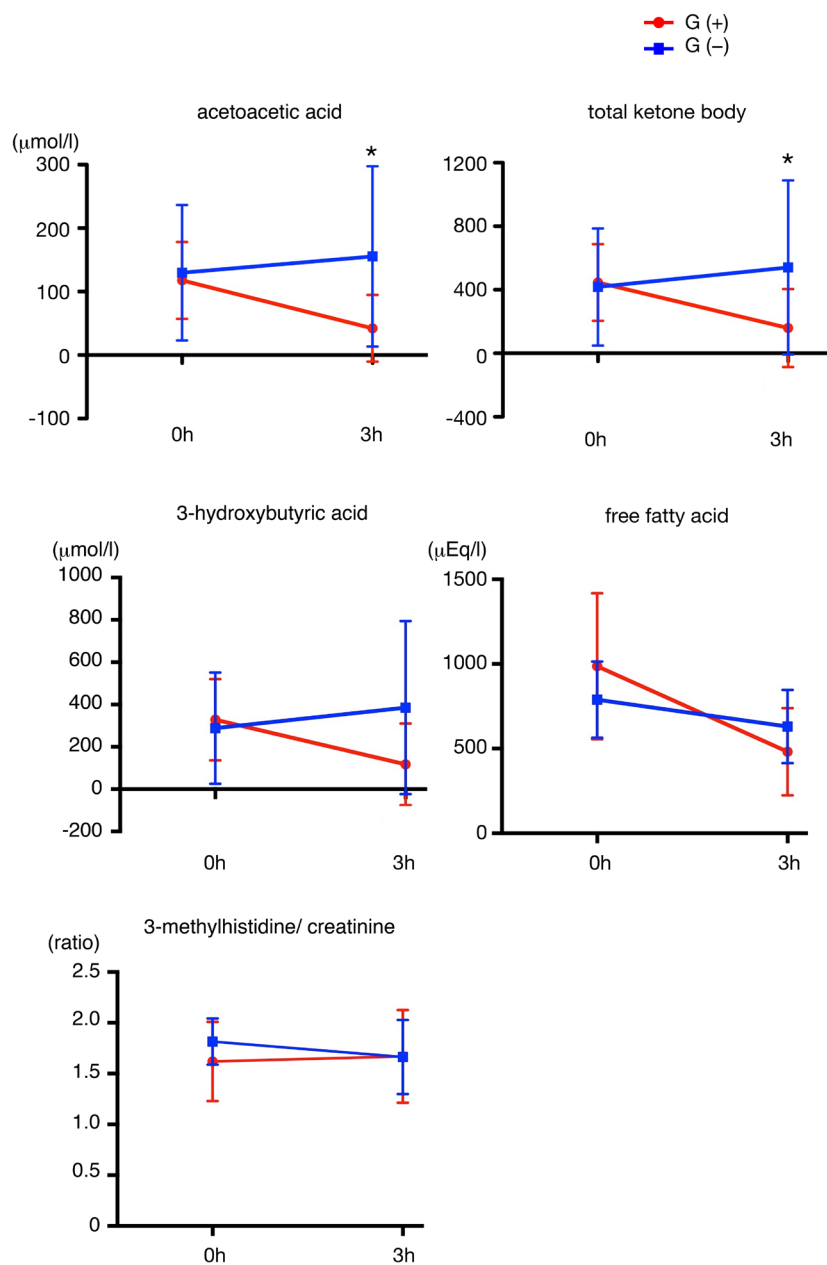 G (+)
G (–)
acetoacetic acid
(μmol/l)
*
300
200
100
0
-100
0h
3h
total ketone body
*
1200
800
400
0
-400
0h
3h
3-hydroxybutyric acid
(μmol/l)
1000
800
600
400
200
0
-200
0h
3h
free fatty acid
(μEq/l)
1500
1000
500
0
0h
3h
3-methylhistidine/ creatinine
(ratio)
2.5
2.0
1.5
1.0
0.5
0
0h
3h